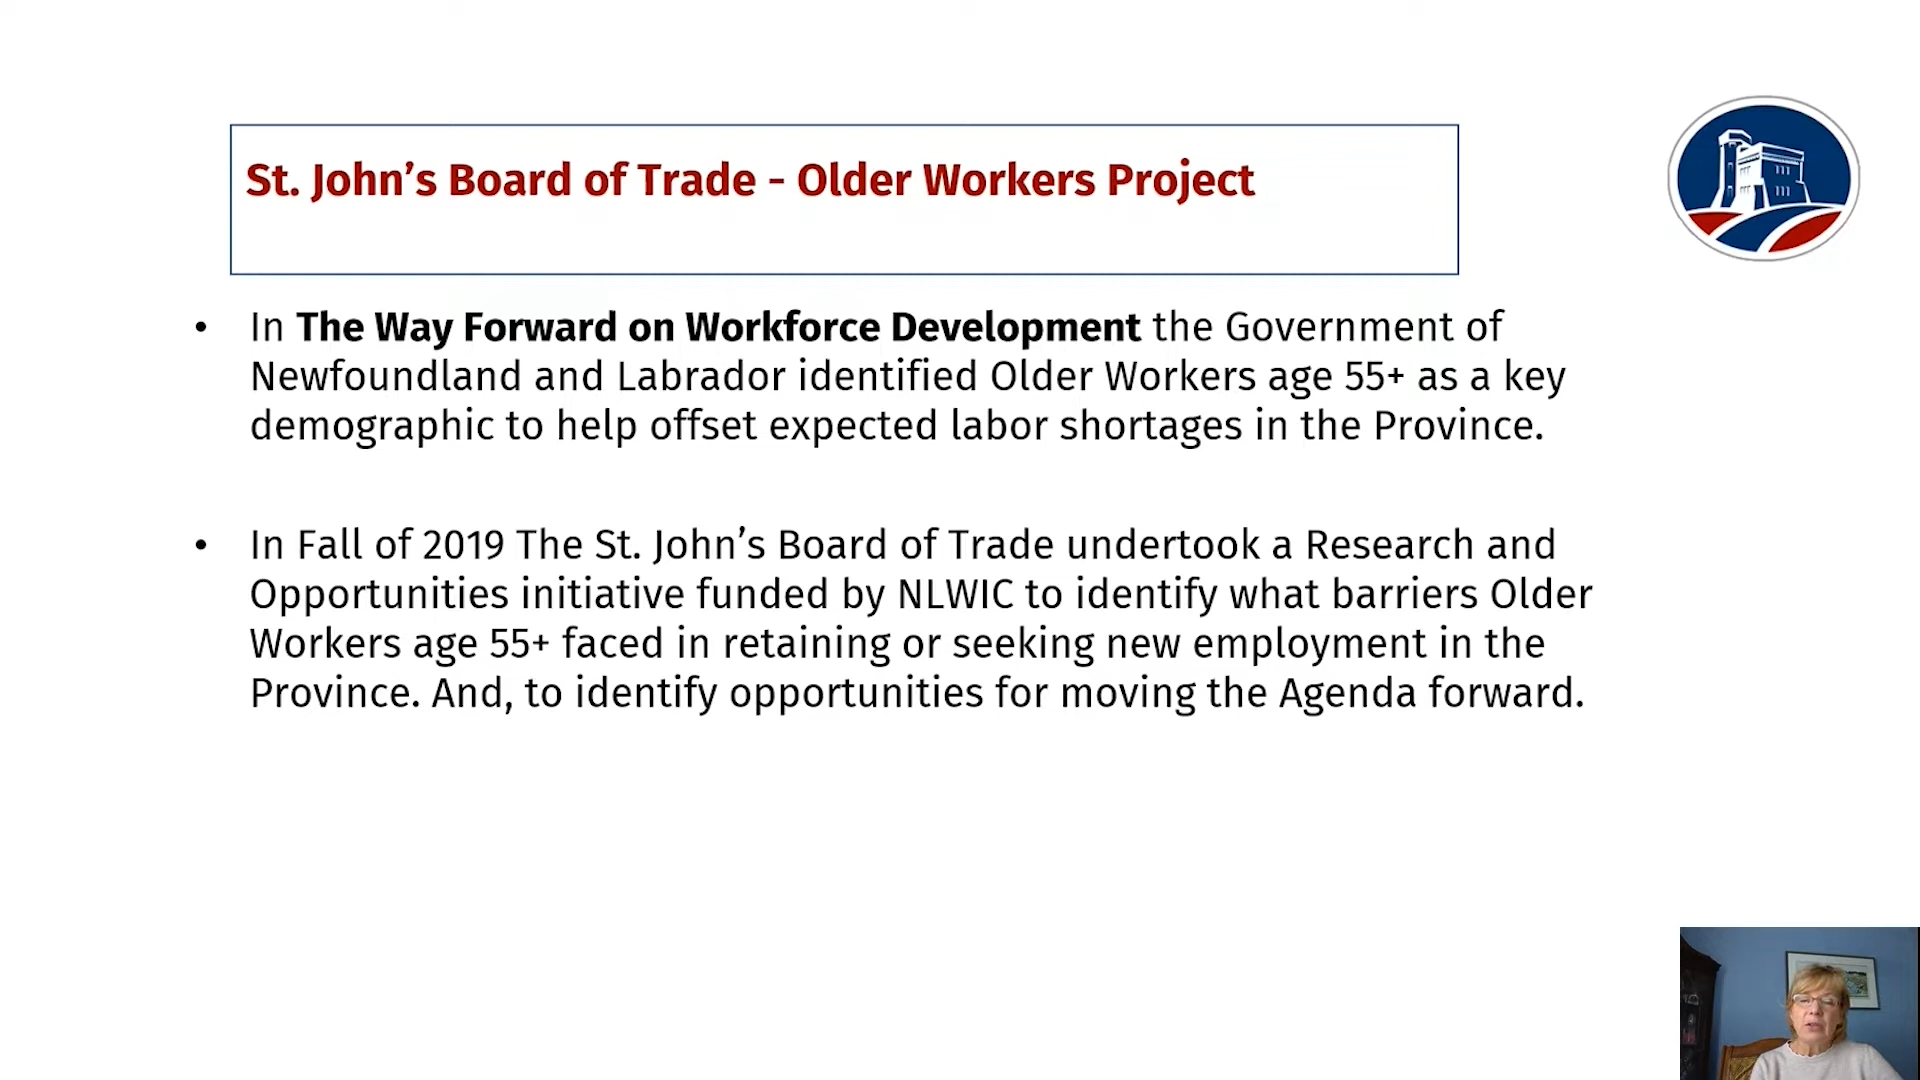 St. John’s Board of Trade - Older Workers Project
• In The Way Forward on Workforce Development the Government of
Newfoundland and Labrador identified Older Workers age 55+ as a key
demographic to help offset expected labor shortages in the Province.
• In Fall of 2019 The St. John’s Board of Trade undertook a Research and
Opportunities initiative funded by NLWIC to identify what barriers Older
Workers age 55+ faced in retaining or seeking new employment in the
Province. And, to identify opportunities for moving the Agenda forward.